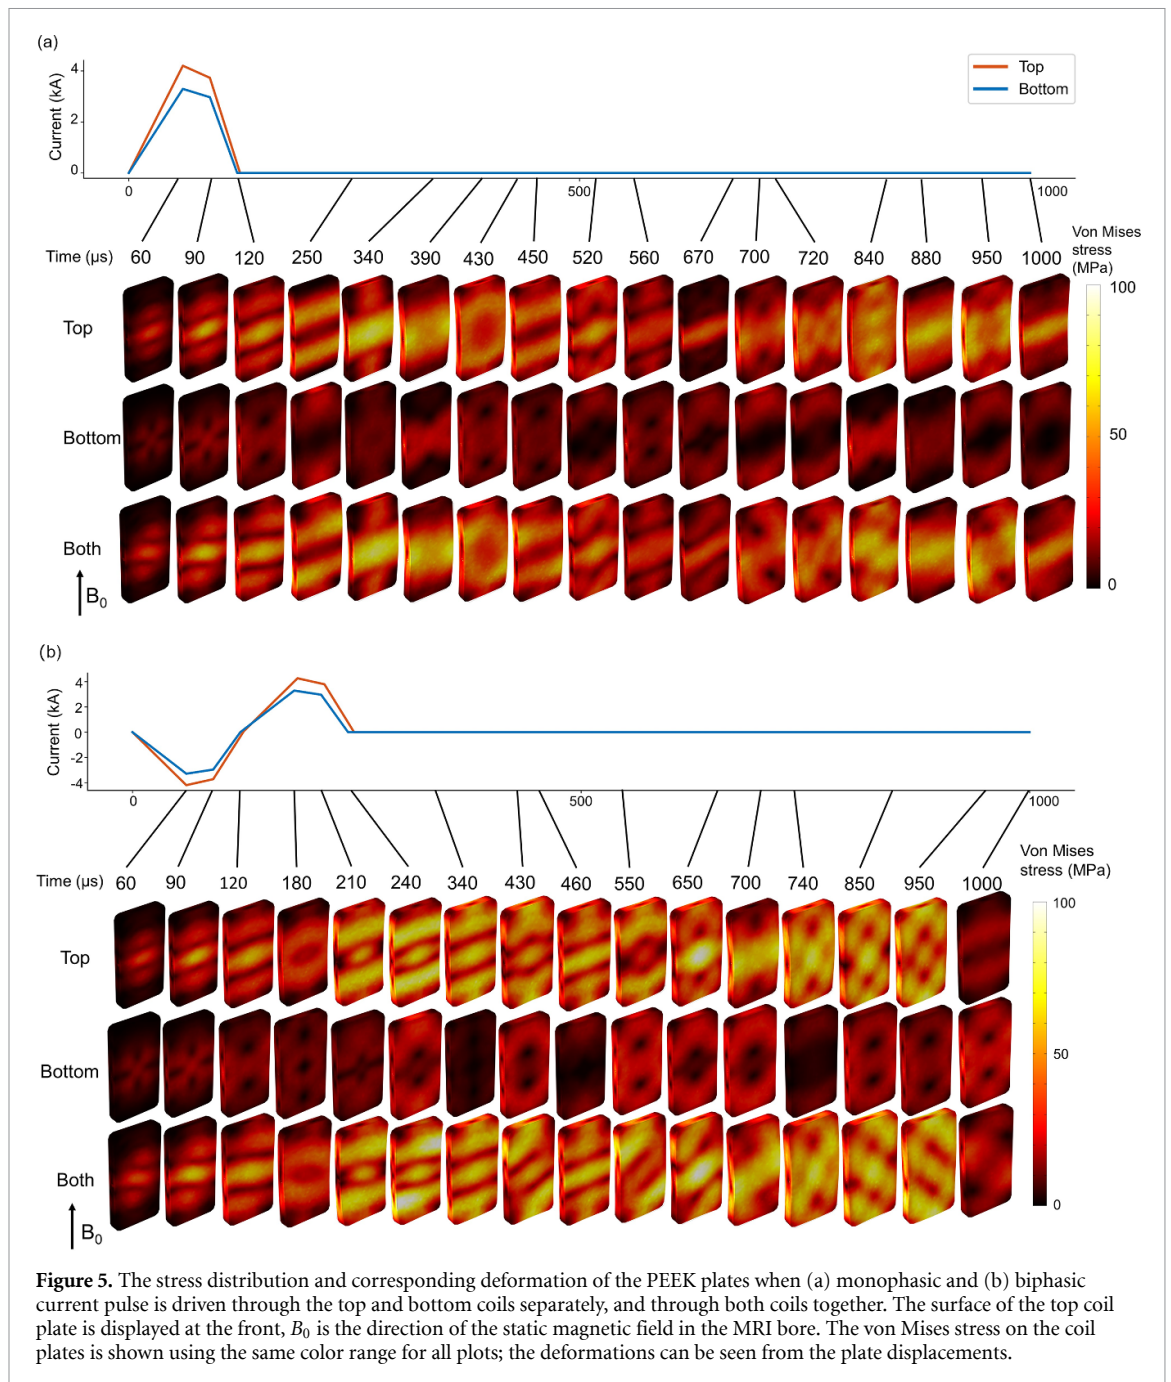 (a)
Current (kA)
4
2
0
Top
Bottom
0 500 1000
Time (µs) 60 90 120 250 340 390 430 450 520 560 670 700 720 840 880 950 1000
Von Mises
stress
(MPa)
100
50
0
Top
Bottom
Both
B0
(b)
Current (kA)
4
2
0
-2
-4
0 500 1000
Time (µs) 60 90 120 180 210 240 340 430 460 550 650 700 740 850 950 1000
Von Mises
stress (MPa)
100
50
0
Top
Bottom
Both
B0
Figure 5. The stress distribution and corresponding deformation of the PEEK plates when (a) monophasic and (b) biphasic
current pulse is driven through the top and bottom coils separately, and through both coils together. The surface of the top coil
plate is displayed at the front, B0 is the direction of the static magnetic field in the MRI bore. The von Mises stress on the coil
plates is shown using the same color range for all plots; the deformations can be seen from the plate displacements.